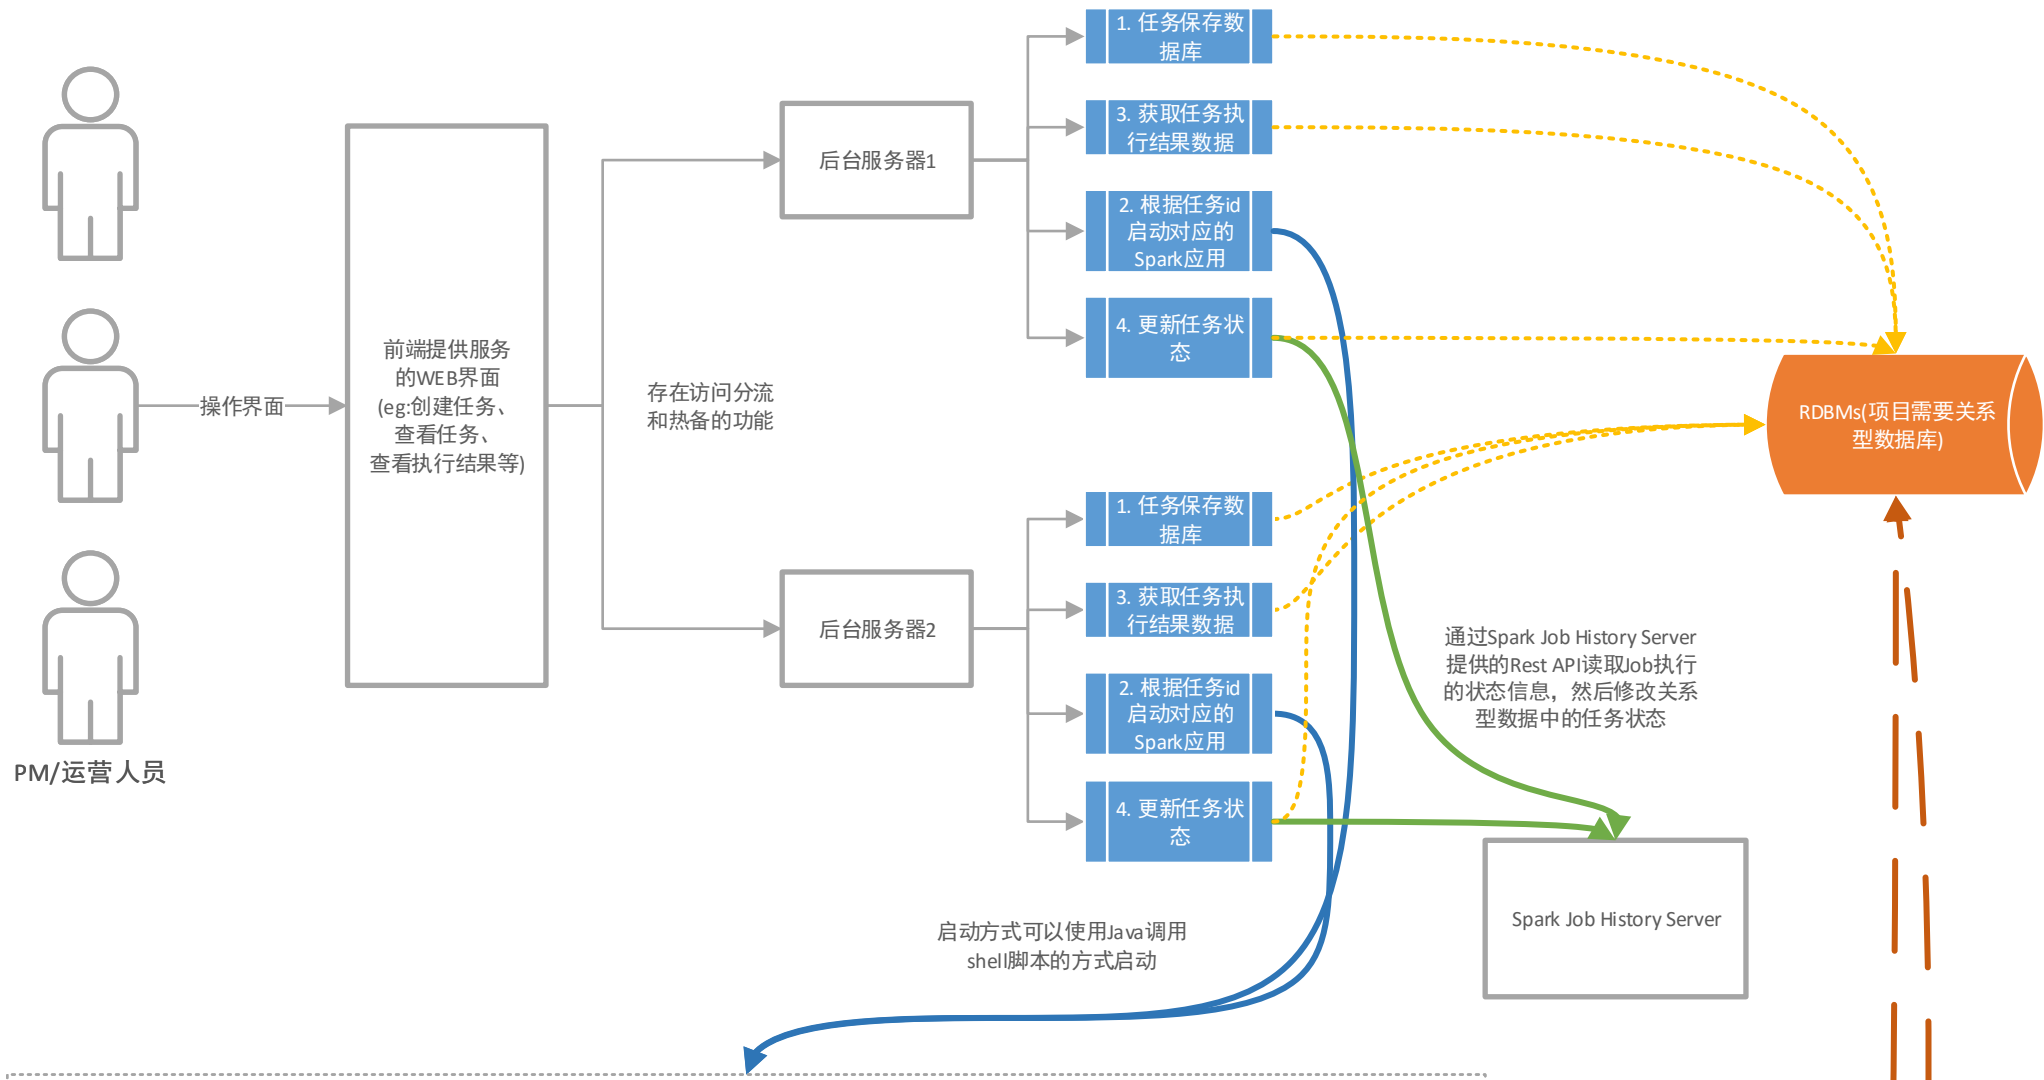 PM/运营人员
操作界面
前端提供服务
的WEB界面
(eg:创建任务、
查看任务、
查看执行结果等)
存在访问分流
和热备的功能
后台服务器1
1. 任务保存数
据库
3. 获取任务执
行结果数据
2. 根据任务id
启动对应的
Spark应用
4. 更新任务状
态
后台服务器2
1. 任务保存数
据库
3. 获取任务执
行结果数据
2. 根据任务id
启动对应的
Spark应用
4. 更新任务状
态
RDBMs(项目需要关系
型数据库)
通过Spark Job History Server
提供的Rest API读取Job执行
的状态信息，然后修改关系
型数据中的任务状态
Spark Job History Server
启动方式可以使用Java调用
shell脚本的方式启动